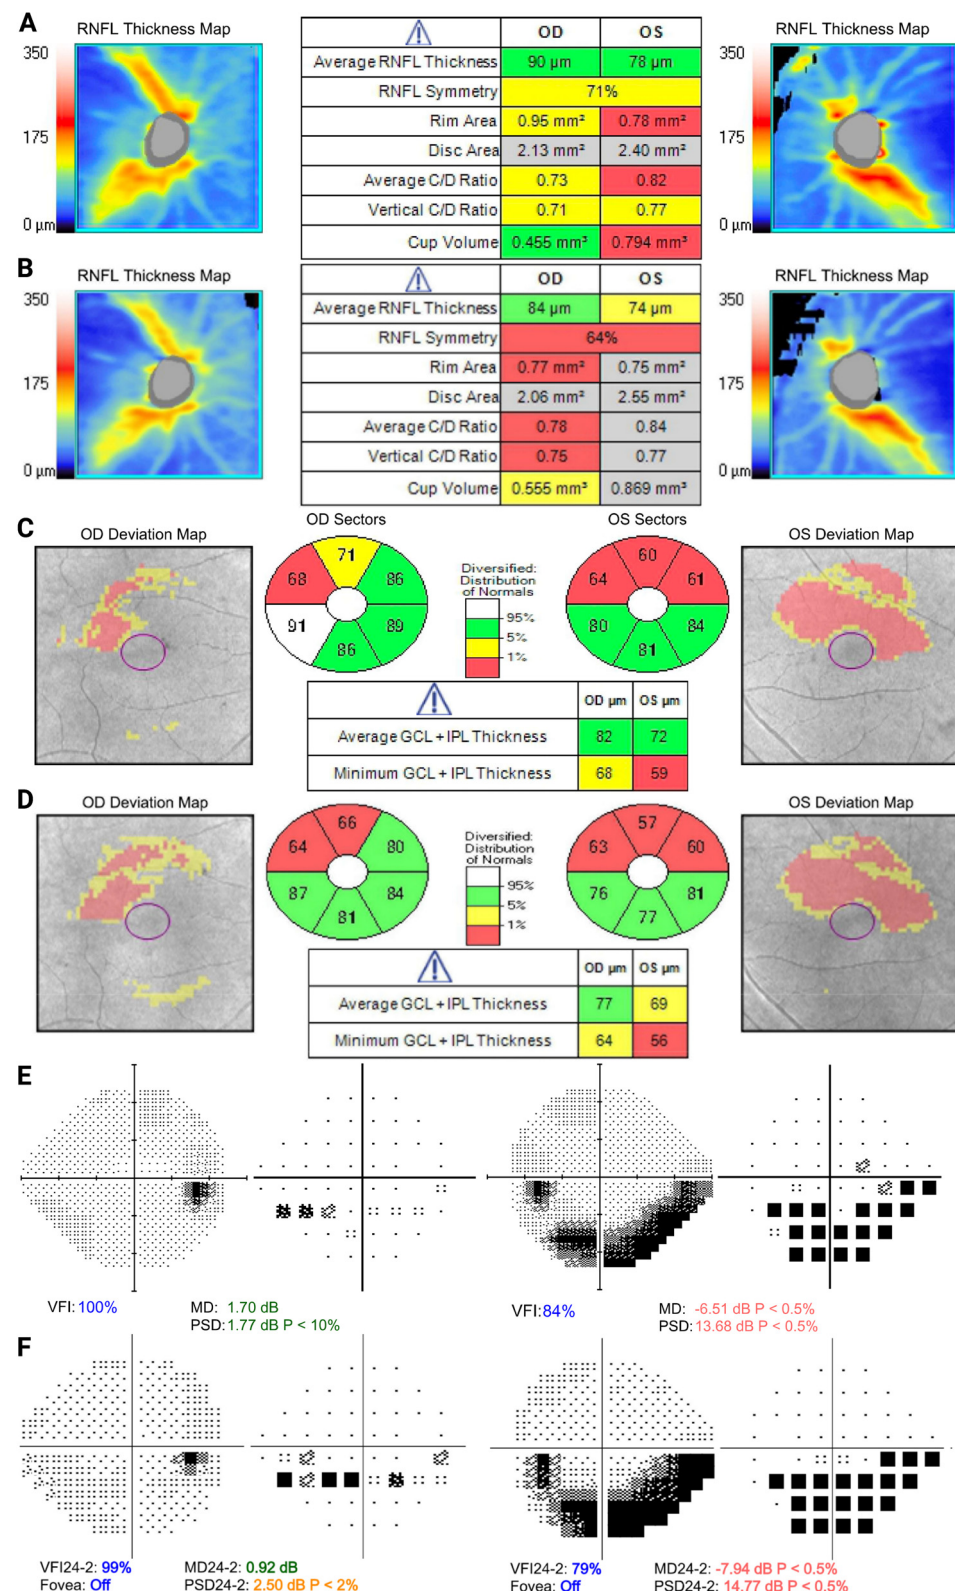 A
RNFL Thickness Map
350
175
0 µm
OD OS
Average RNFL Thickness 90 µm 78 µm
RNFL Symmetry 71%
Rim Area 0.95 mm² 0.78 mm²
Disc Area 2.13 mm² 2.40 mm²
Average C/D Ratio 0.73 0.82
Vertical C/D Ratio 0.71 0.77
Cup Volume 0.455 mm³ 0.794 mm³
RNFL Thickness Map
350
175
0 µm
B
RNFL Thickness Map
350
175
0 µm
OD OS
Average RNFL Thickness 84 µm 74 µm
RNFL Symmetry 64%
Rim Area 0.77 mm² 0.75 mm²
Disc Area 2.06 mm² 2.55 mm²
Average C/D Ratio 0.78 0.84
Vertical C/D Ratio 0.75 0.77
Cup Volume 0.555 mm³ 0.869 mm³
RNFL Thickness Map
350
175
0 µm
C
OD Deviation Map
OD Sectors
71
68 86
91 89
86
Diversified:
Distribution
of Normals
95%
5%
1%
OS Sectors
60
64 61
80 84
81
OS Deviation Map
OD µm OS µm
Average GCL + IPL Thickness 82 72
Minimum GCL + IPL Thickness 68 59
D
OD Deviation Map
66
64 80
87 84
81
Diversified:
Distribution
of Normals
95%
5%
1%
57
63 60
76 81
77
OS Deviation Map
OD µm OS µm
Average GCL + IPL Thickness 77 69
Minimum GCL + IPL Thickness 64 56
E
VFI: 100%
MD: 1.70 dB
PSD: 1.77 dB P < 10%
VFI: 84%
MD: -6.51 dB P < 0.5%
PSD: 13.68 dB P < 0.5%
F
VFI24-2: 99%
Fovea: Off
MD24-2: 0.92 dB
PSD24-2: 2.50 dB P < 2%
VFI24-2: 79%
Fovea: Off
MD24-2: -7.94 dB P < 0.5%
PSD24-2: 14.77 dB P < 0.5%